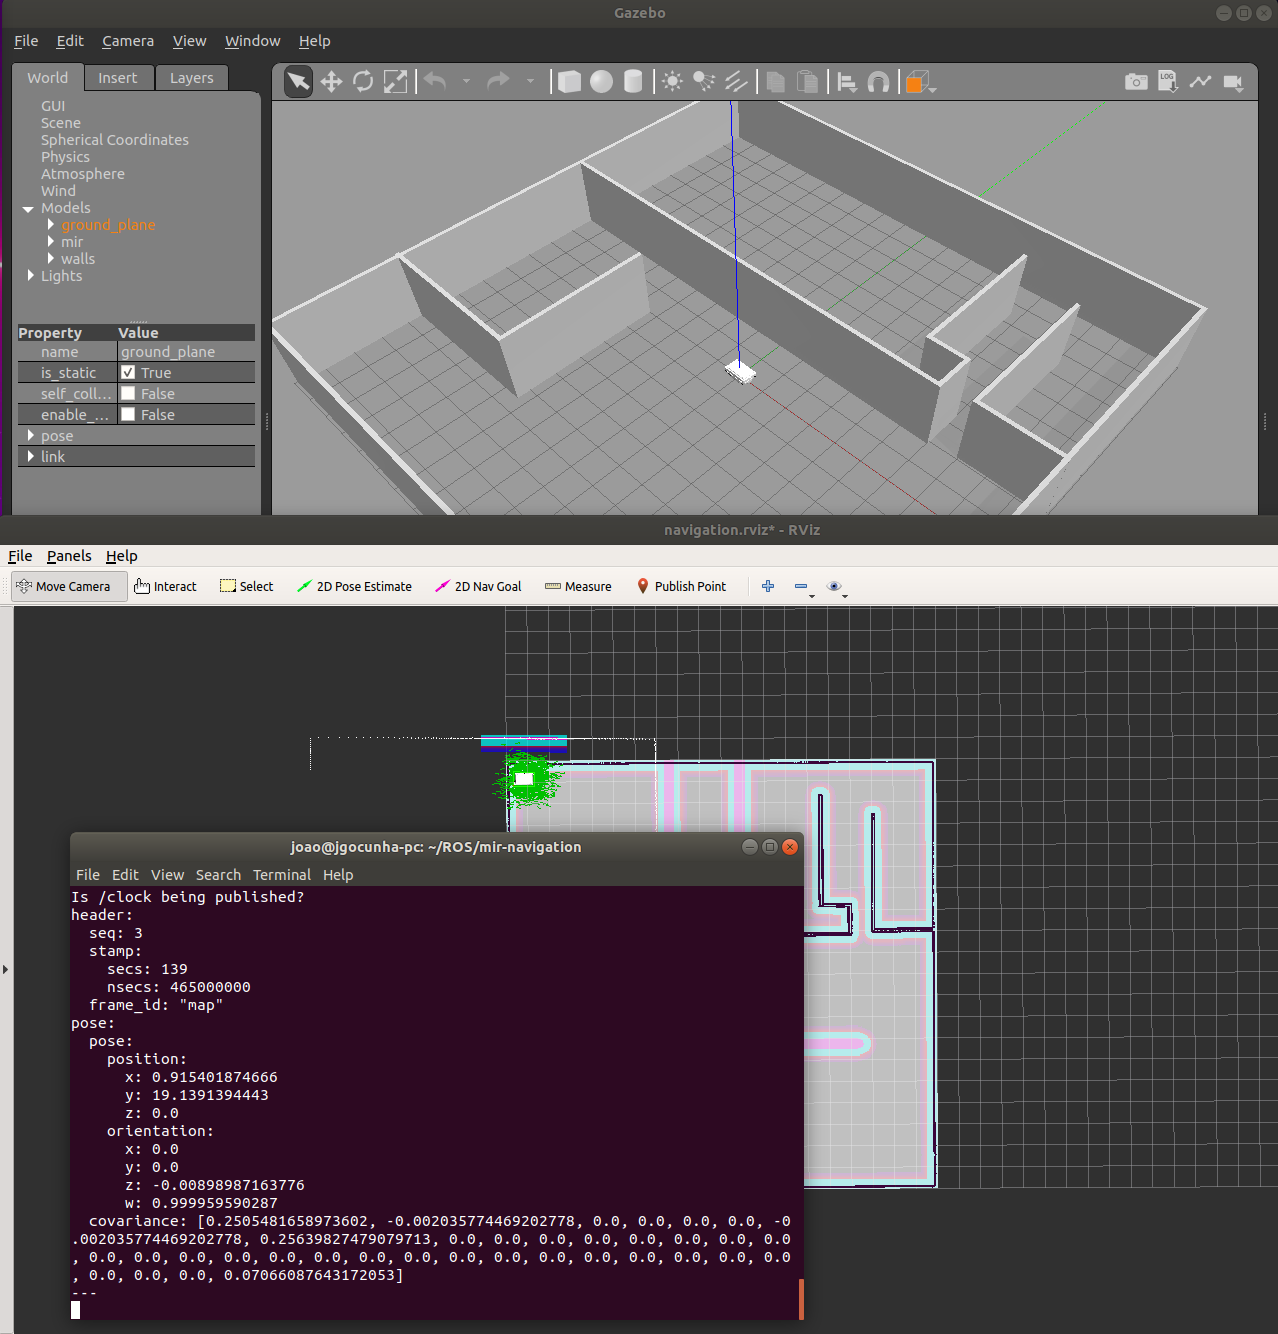 Gazebo
File Edit Camera View Window Help
World Insert Layers
LOG
GUI
Scene
Spherical Coordinates
Physics
Atmosphere
Wind
Models
ground_plane
mir
walls
Lights
Property Value
name ground_plane
is_static True
self_coll... False
enable_... False
pose
link
navigation.rviz* - RViz
File Panels Help
Move Camera Interact Select 2D Pose Estimate 2D Nav Goal Measure Publish Point
joao@jgocunha-pc: ~/ROS/mir-navigation
File Edit View Search Terminal Help
Is /clock being published?
header:
seq: 3
stamp:
secs: 139
nsecs: 465000000
frame_id: "map"
pose:
pose:
position:
x: 0.915401874666
y: 19.1391394443
z: 0.0
orientation:
x: 0.0
y: 0.0
z: -0.00898987163776
w: 0.999959590287
covariance: [0.2505481658973602, -0.002035774469202778, 0.0, 0.0, 0.0, 0.0, -0
.002035774469202778, 0.25639827479079713, 0.0, 0.0, 0.0, 0.0, 0.0, 0.0, 0.0, 0.0
, 0.0, 0.0, 0.0, 0.0, 0.0, 0.0, 0.0, 0.0, 0.0, 0.0, 0.0, 0.0, 0.0, 0.0, 0.0, 0.0
, 0.0, 0.0, 0.0, 0.07066087643172053]
---